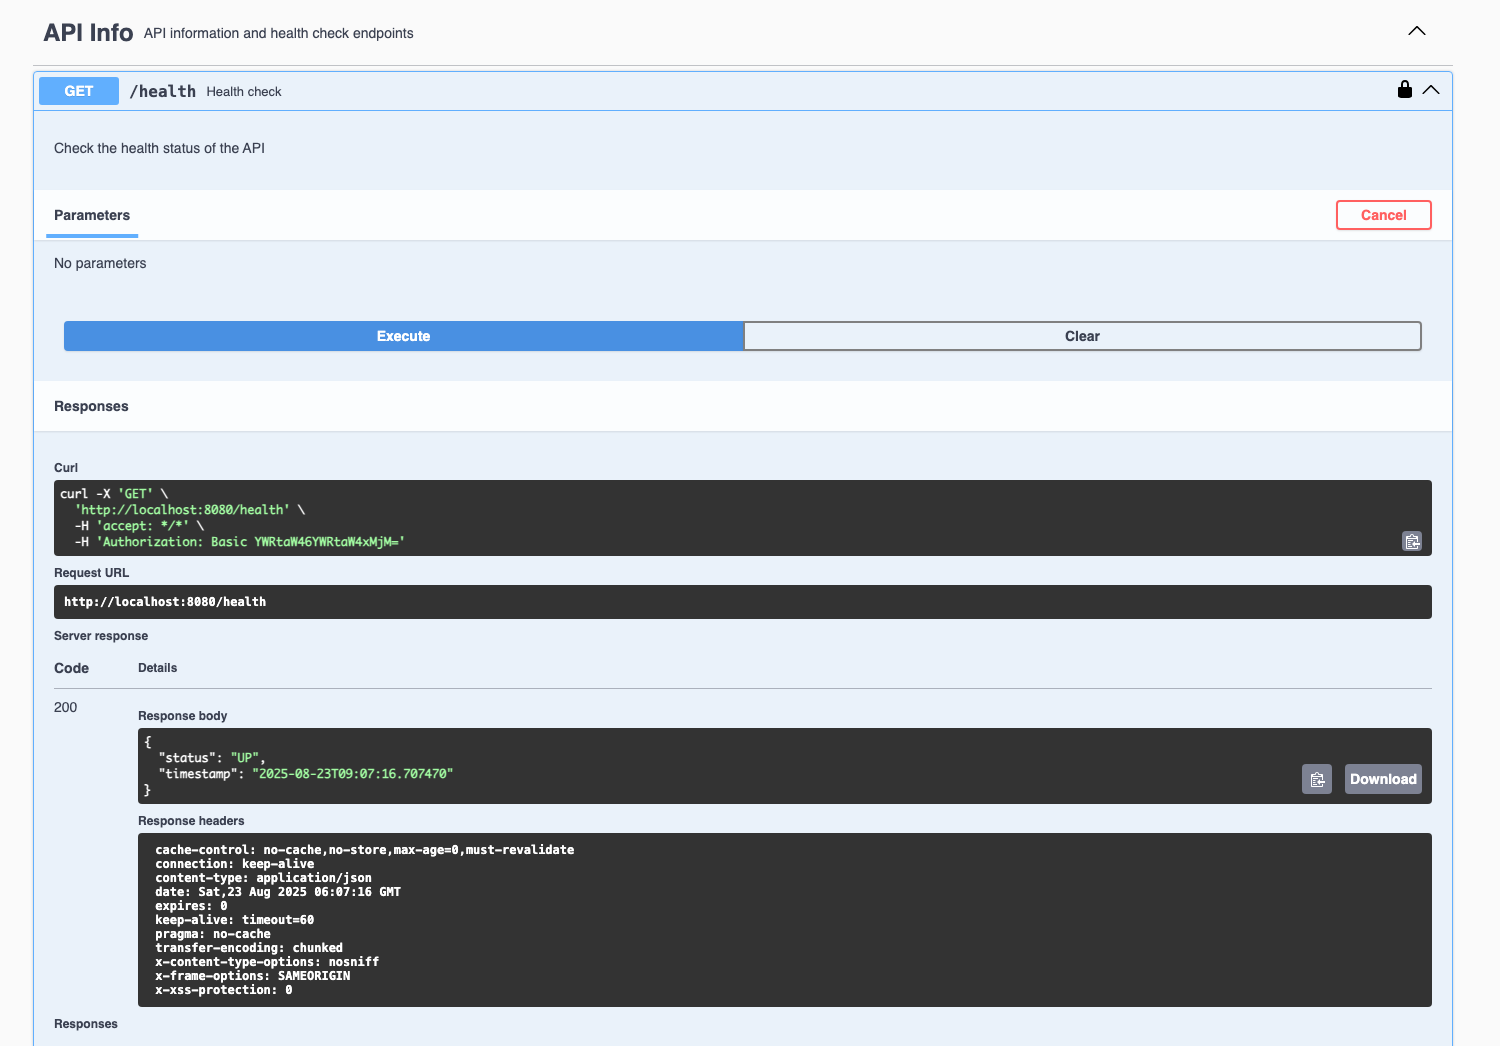 API Info API information and health check endpoints
GET /health Health check
Check the health status of the API
Parameters Cancel
No parameters
Execute Clear
Responses
Curl
curl -X 'GET' \
'http://localhost:8080/health' \
-H 'accept: */*' \
-H 'Authorization: Basic YWRtaW46YWRtaW4xMjM='
Request URL
http://localhost:8080/health
Server response
Code Details
200
Response body
{
"status": "UP",
"timestamp": "2025-08-23T09:07:16.707470"
}
Download
Response headers
cache-control: no-cache,no-store,max-age=0,must-revalidate
connection: keep-alive
content-type: application/json
date: Sat,23 Aug 2025 06:07:16 GMT
expires: 0
keep-alive: timeout=60
pragma: no-cache
transfer-encoding: chunked
x-content-type-options: nosniff
x-frame-options: SAMEORIGIN
x-xss-protection: 0
Responses